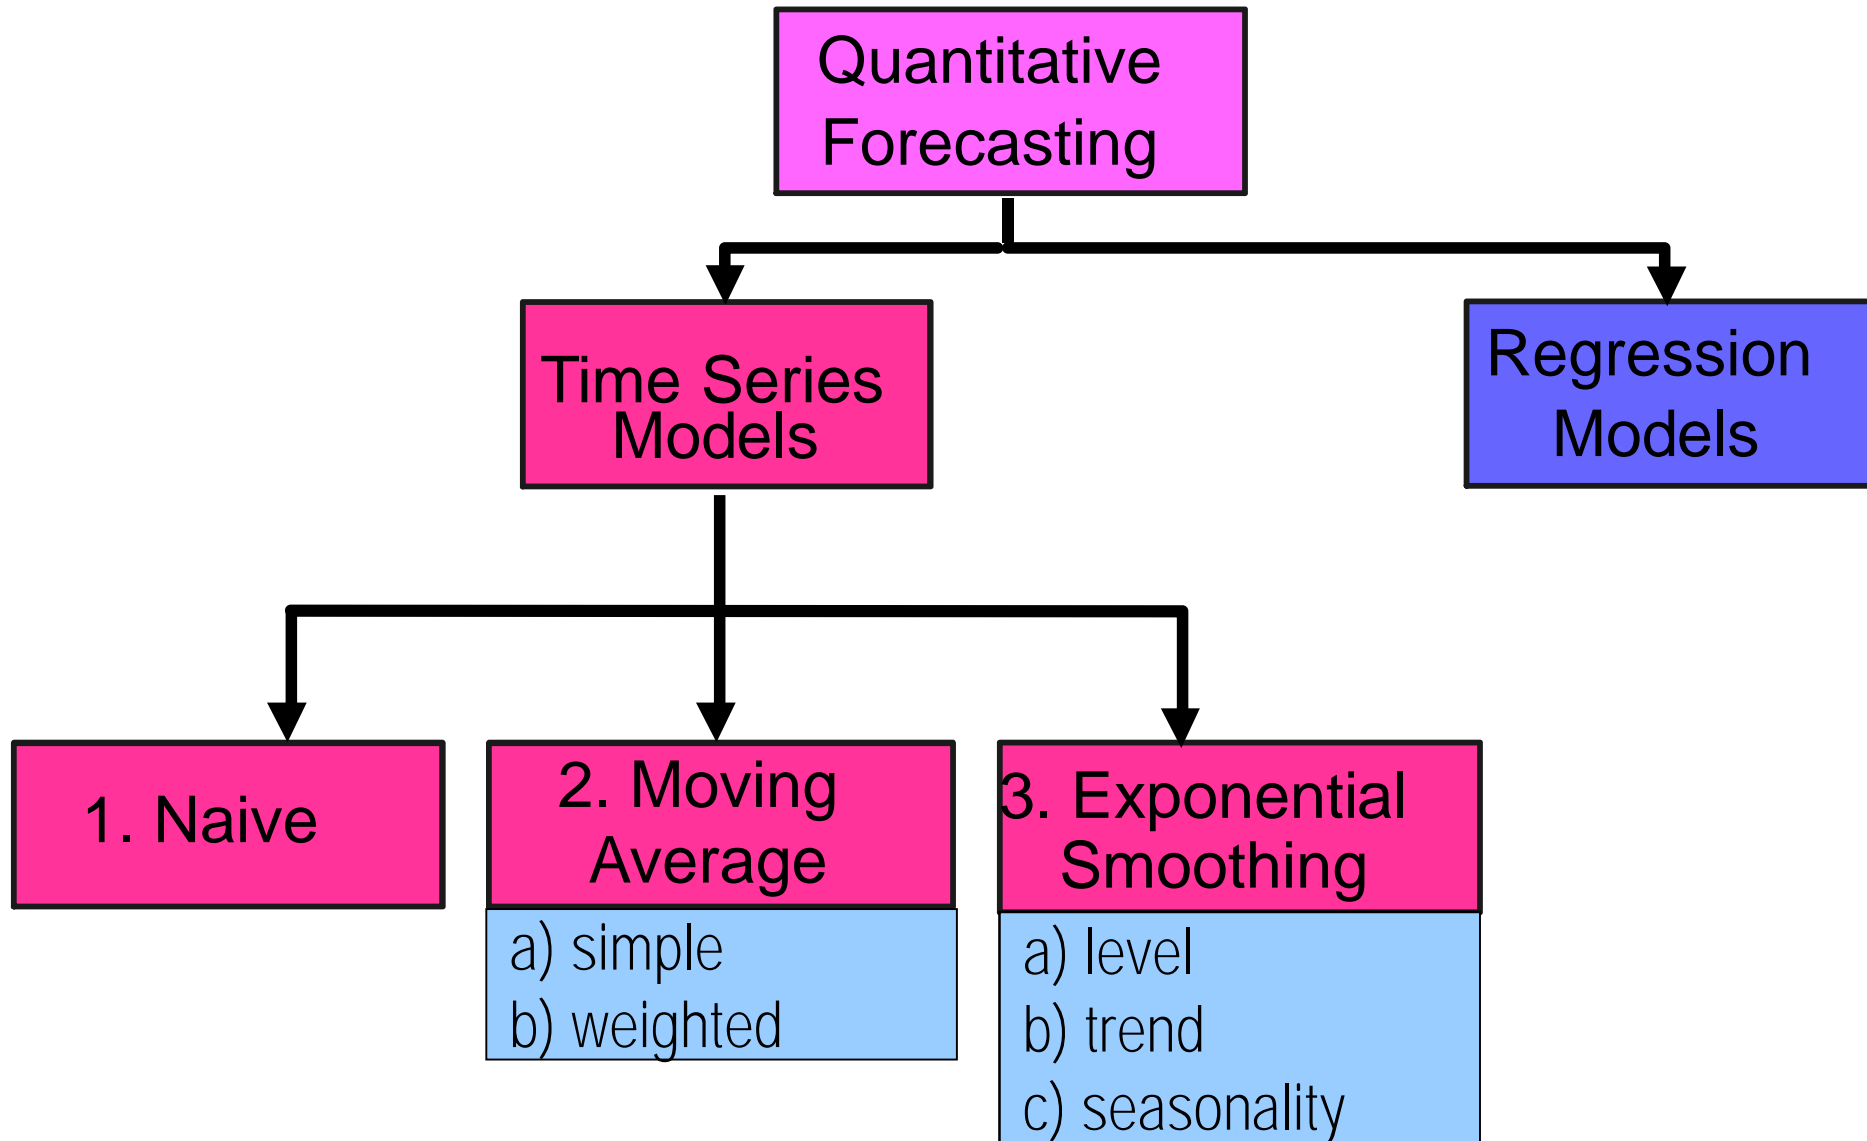 Quantitative
Forecasting
Time Series
Models
Regression
Models
1. Naive
2. Moving
Average
a) simple
b) weighted
3. Exponential
Smoothing
a) level
b) trend
c) seasonality